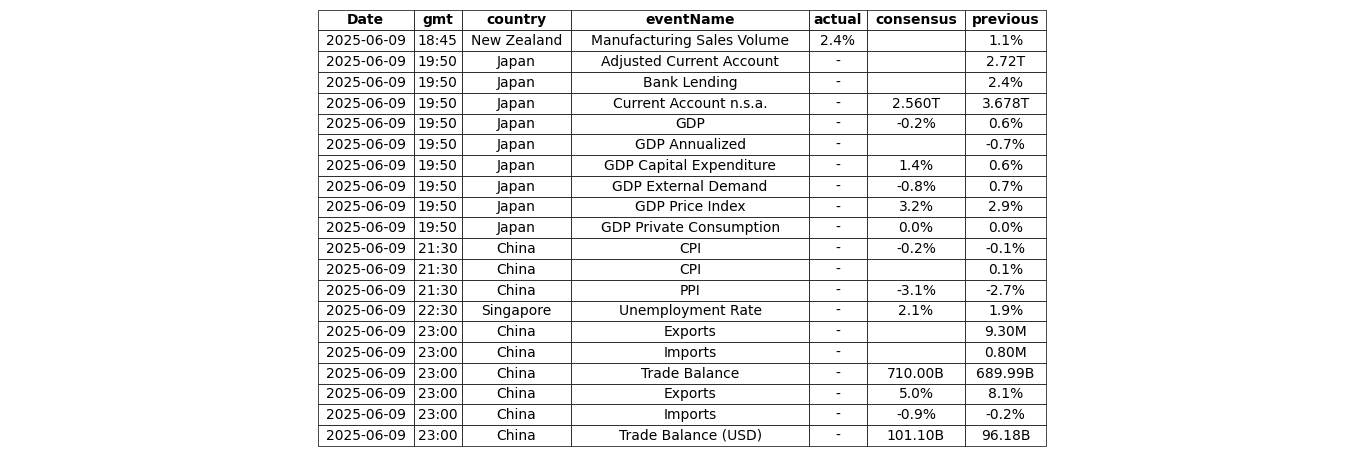 Date gmt country eventName actual consensus previous
2025-06-09 18:45 New Zealand Manufacturing Sales Volume 2.4% 1.1%
2025-06-09 19:50 Japan Adjusted Current Account - 2.72T
2025-06-09 19:50 Japan Bank Lending - 2.4%
2025-06-09 19:50 Japan Current Account n.s.a. - 2.560T 3.678T
2025-06-09 19:50 Japan GDP - -0.2% 0.6%
2025-06-09 19:50 Japan GDP Annualized - -0.7%
2025-06-09 19:50 Japan GDP Capital Expenditure - 1.4% 0.6%
2025-06-09 19:50 Japan GDP External Demand - -0.8% 0.7%
2025-06-09 19:50 Japan GDP Price Index - 3.2% 2.9%
2025-06-09 19:50 Japan GDP Private Consumption - 0.0% 0.0%
2025-06-09 21:30 China CPI - -0.2% -0.1%
2025-06-09 21:30 China CPI - 0.1%
2025-06-09 21:30 China PPI - -3.1% -2.7%
2025-06-09 22:30 Singapore Unemployment Rate - 2.1% 1.9%
2025-06-09 23:00 China Exports - 9.30M
2025-06-09 23:00 China Imports - 0.80M
2025-06-09 23:00 China Trade Balance - 710.00B 689.99B
2025-06-09 23:00 China Exports - 5.0% 8.1%
2025-06-09 23:00 China Imports - -0.9% -0.2%
2025-06-09 23:00 China Trade Balance (USD) - 101.10B 96.18B